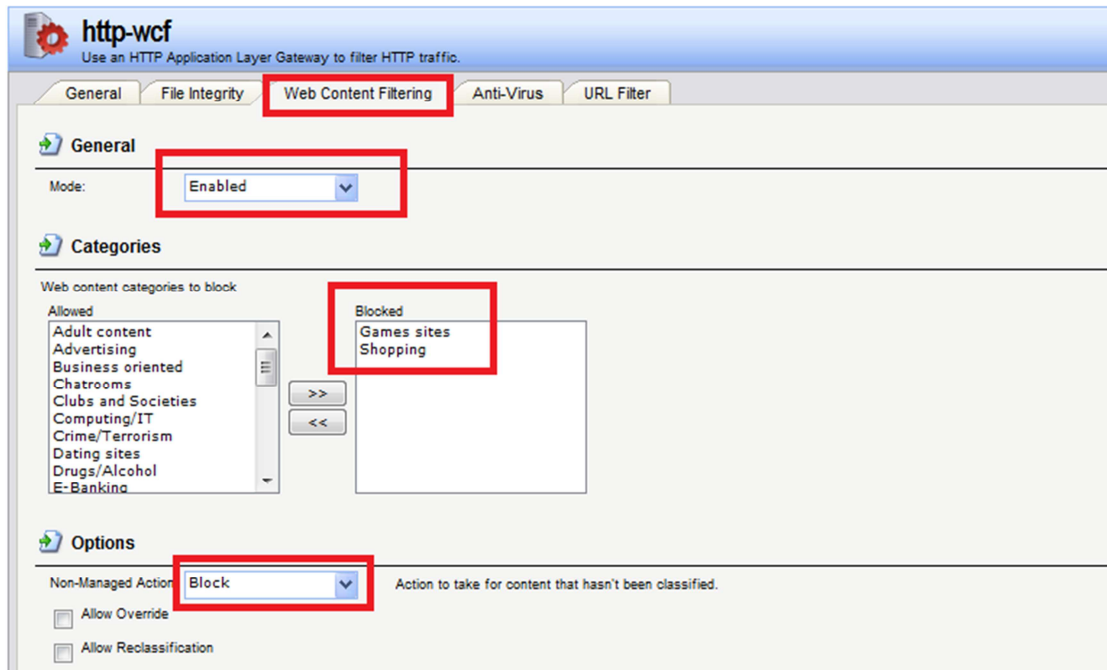 http-wcf
Use an HTTP Application Layer Gateway to filter HTTP traffic.
General File Integrity Web Content Filtering Anti-Virus URL Filter
General
Mode: Enabled
Categories
Web content categories to block
Allowed Blocked
Adult content Games sites
Advertising Shopping
Business oriented
Chatrooms
>>
Clubs and Societies
Computing/IT
<<
Crime/Terrorism
Dating sites
Drugs/Alcohol
E-Banking
Options
Non-Managed Action Block Action to take for content that hasn't been classified.
Allow Override
Allow Reclassification